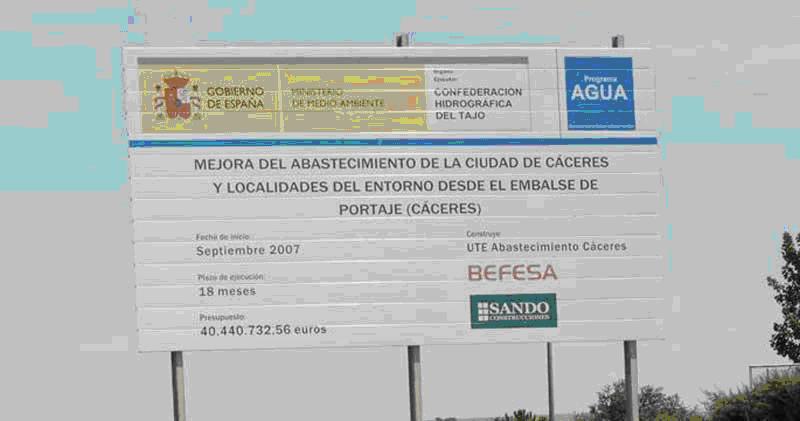 GOBIERNO
DE ESPAÑA
MINISTERIO
DE MEDIO AMBIENTE
CONFEDERACIÓN
HIDROGRÁFICA
DEL TAJO
Programa
AGUA
MEJORA DEL ABASTECIMIENTO DE LA CIUDAD DE CÁCERES
Y LOCALIDADES DEL ENTORNO DESDE EL EMBALSE DE
PORTAJE (CÁCERES)
Fecha de inicio:
Septiembre 2007
Plazo de ejecución:
18 meses
Presupuesto:
40.440.732,56 euros
Construye:
UTE Abastecimiento Cáceres
BEFESA
SANDO
CONSTRUCCIONES